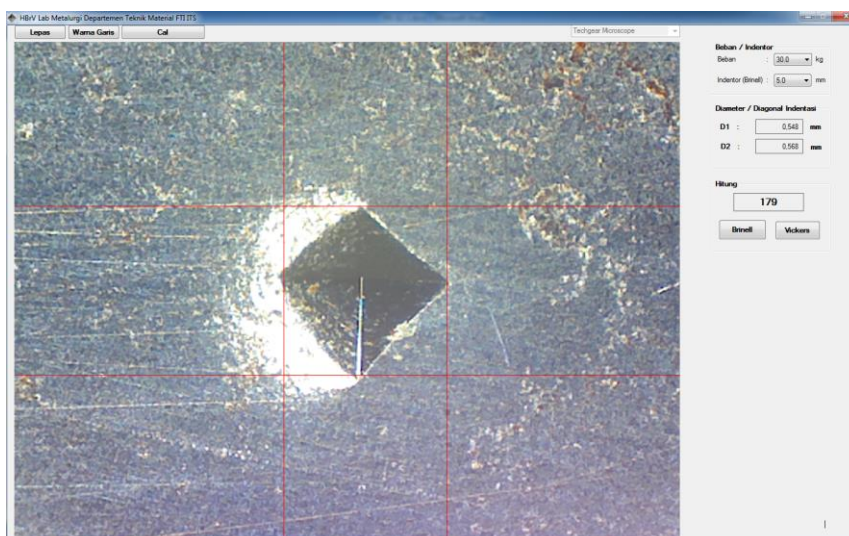 HBrV Lab Metalurgi Departemen Teknik Material FTI ITS
Lepas Warna Garis Cal Techgear Microscope
Beban / Indentor
Beban : 30.0 kg
Indentor (Brinell) : 5.0 mm
Diameter / Diagonal Indentasi
D1 : 0,548 mm
D2 : 0,568 mm
Hitung
179
Brinell Vickers